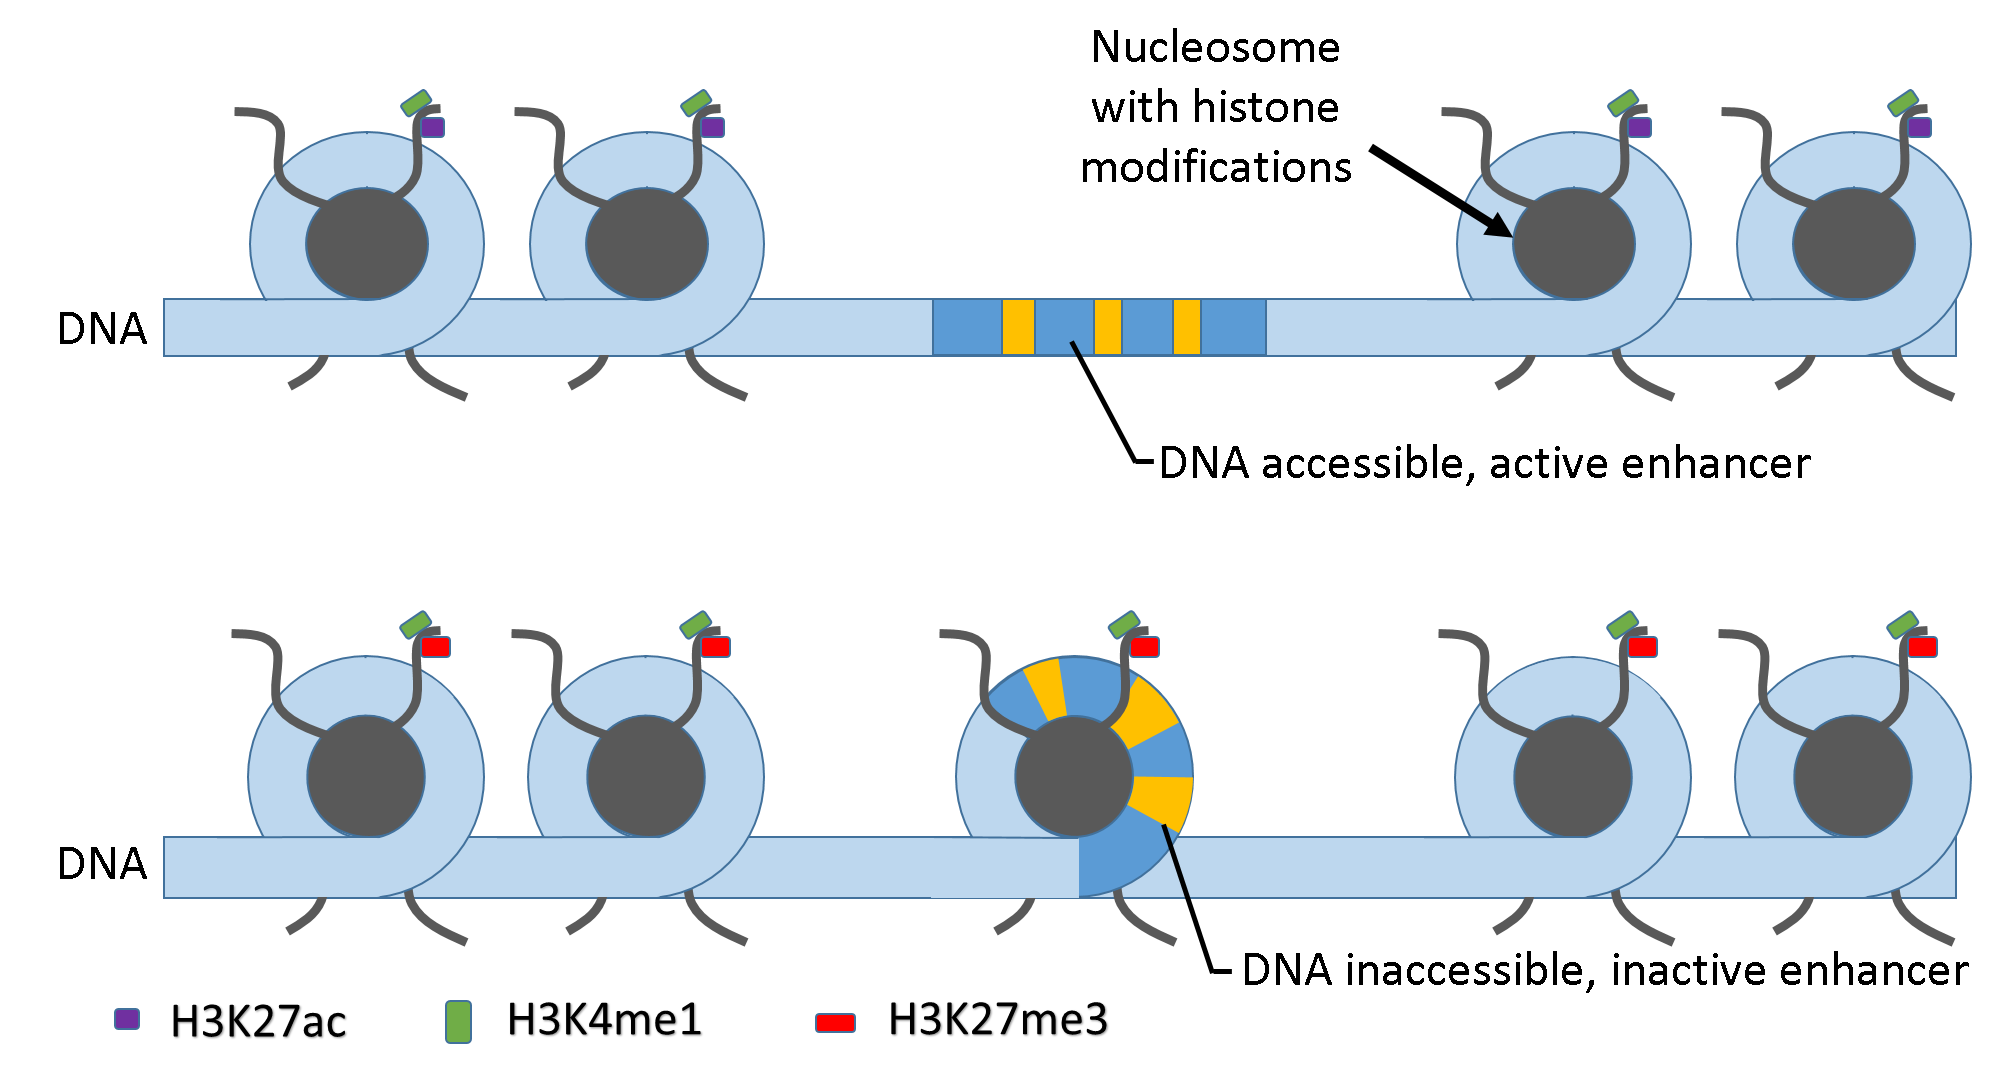 Nucleosome
with histone
modifications
DNA
DNA accessible, active enhancer
DNA
DNA inaccessible, inactive enhancer
H3K27ac
H3K4me1
H3K27me3